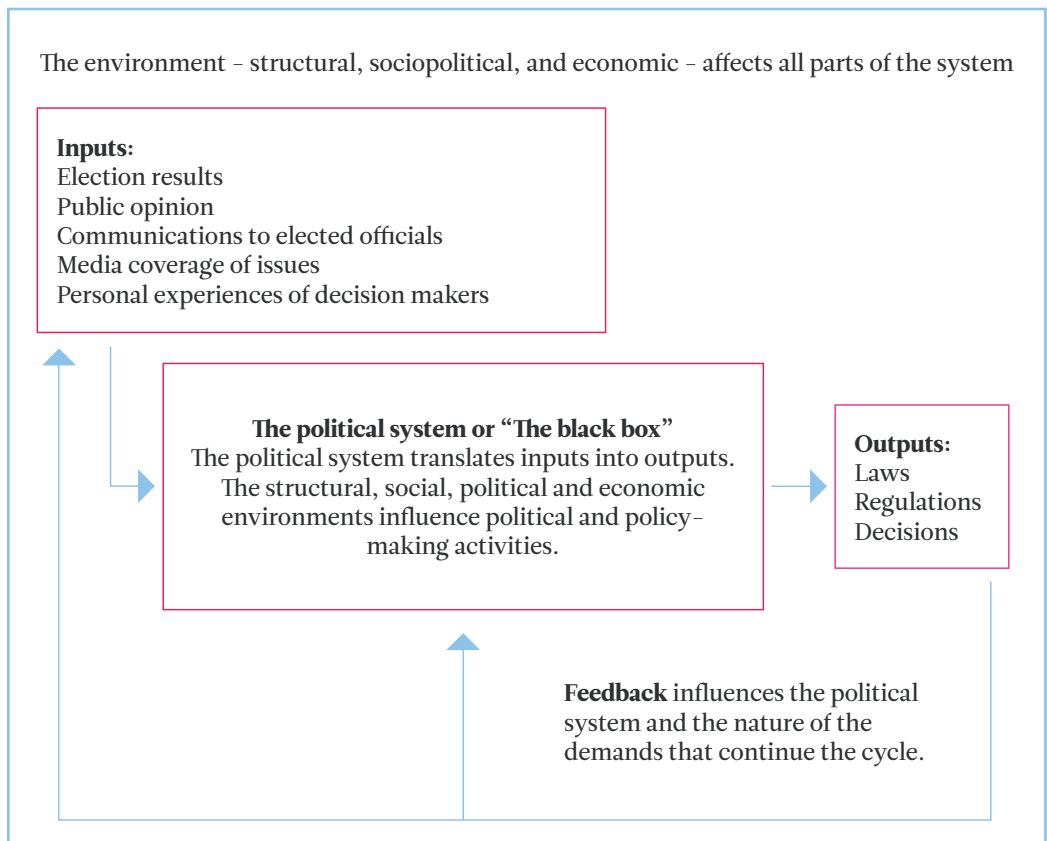 The environment – structural, sociopolitical, and economic – affects all parts of the system
Inputs:
Election results
Public opinion
Communications to elected officials
Media coverage of issues
Personal experiences of decision makers
The political system or “The black box”
The political system translates inputs into outputs.
The structural, social, political and economic
environments influence political and policy-
making activities.
Outputs:
Laws
Regulations
Decisions
Feedback influences the political
system and the nature of the
demands that continue the cycle.